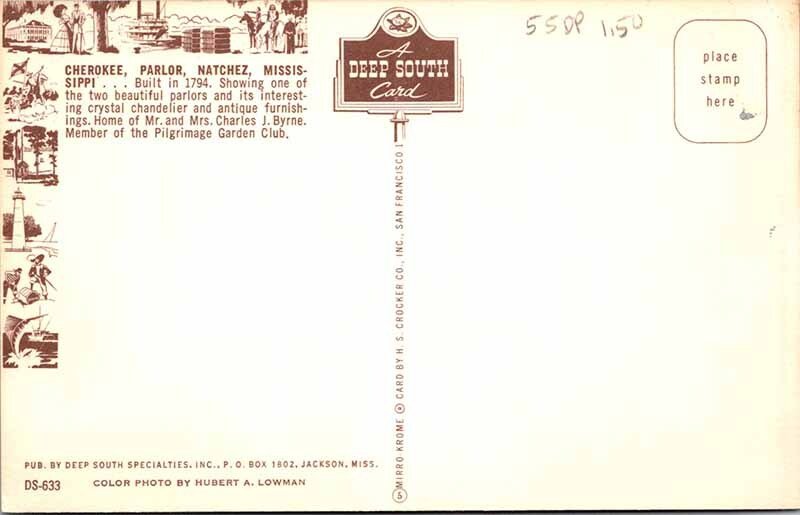 CHEROKEE, PARLOR, NATCHEZ, MISSIS-
SIPPI . . . Built in 1794. Showing one of
the two beautiful parlors and its interest-
ing crystal chandelier and antique furnish-
ings. Home of Mr. and Mrs. Charles J. Byrne.
Member of the Pilgrimage Garden Club.
A
DEEP SOUTH
Card
55DP 1.50
place
stamp
here
MIRRO KROME ® CARD BY H. S. CROCKER CO., INC., SAN FRANCISCO 1
5
PUB. BY DEEP SOUTH SPECIALTIES, INC., P. O. BOX 1802, JACKSON, MISS.
DS-633 COLOR PHOTO BY HUBERT A. LOWMAN